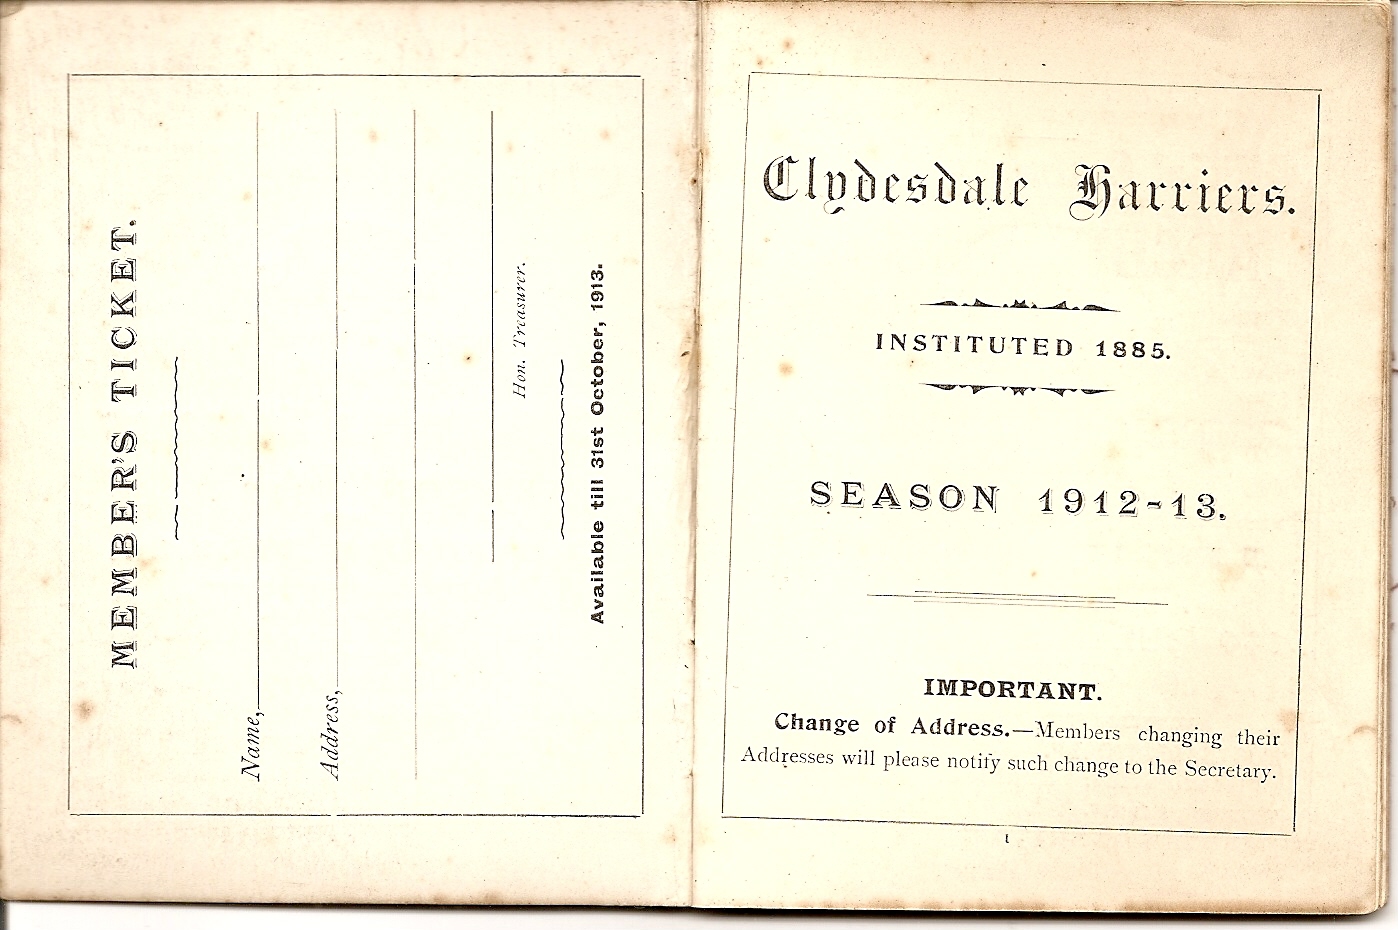 MEMBER'S TICKET.
Name,
Address,
Hon. Treasurer.
Available till 31st October, 1913.
Clydesdale Harriers.
INSTITUTED 1885.
SEASON 1912-13.
IMPORTANT.
Change of Address.—Members changing their
Addresses will please notify such change to the Secretary.
1